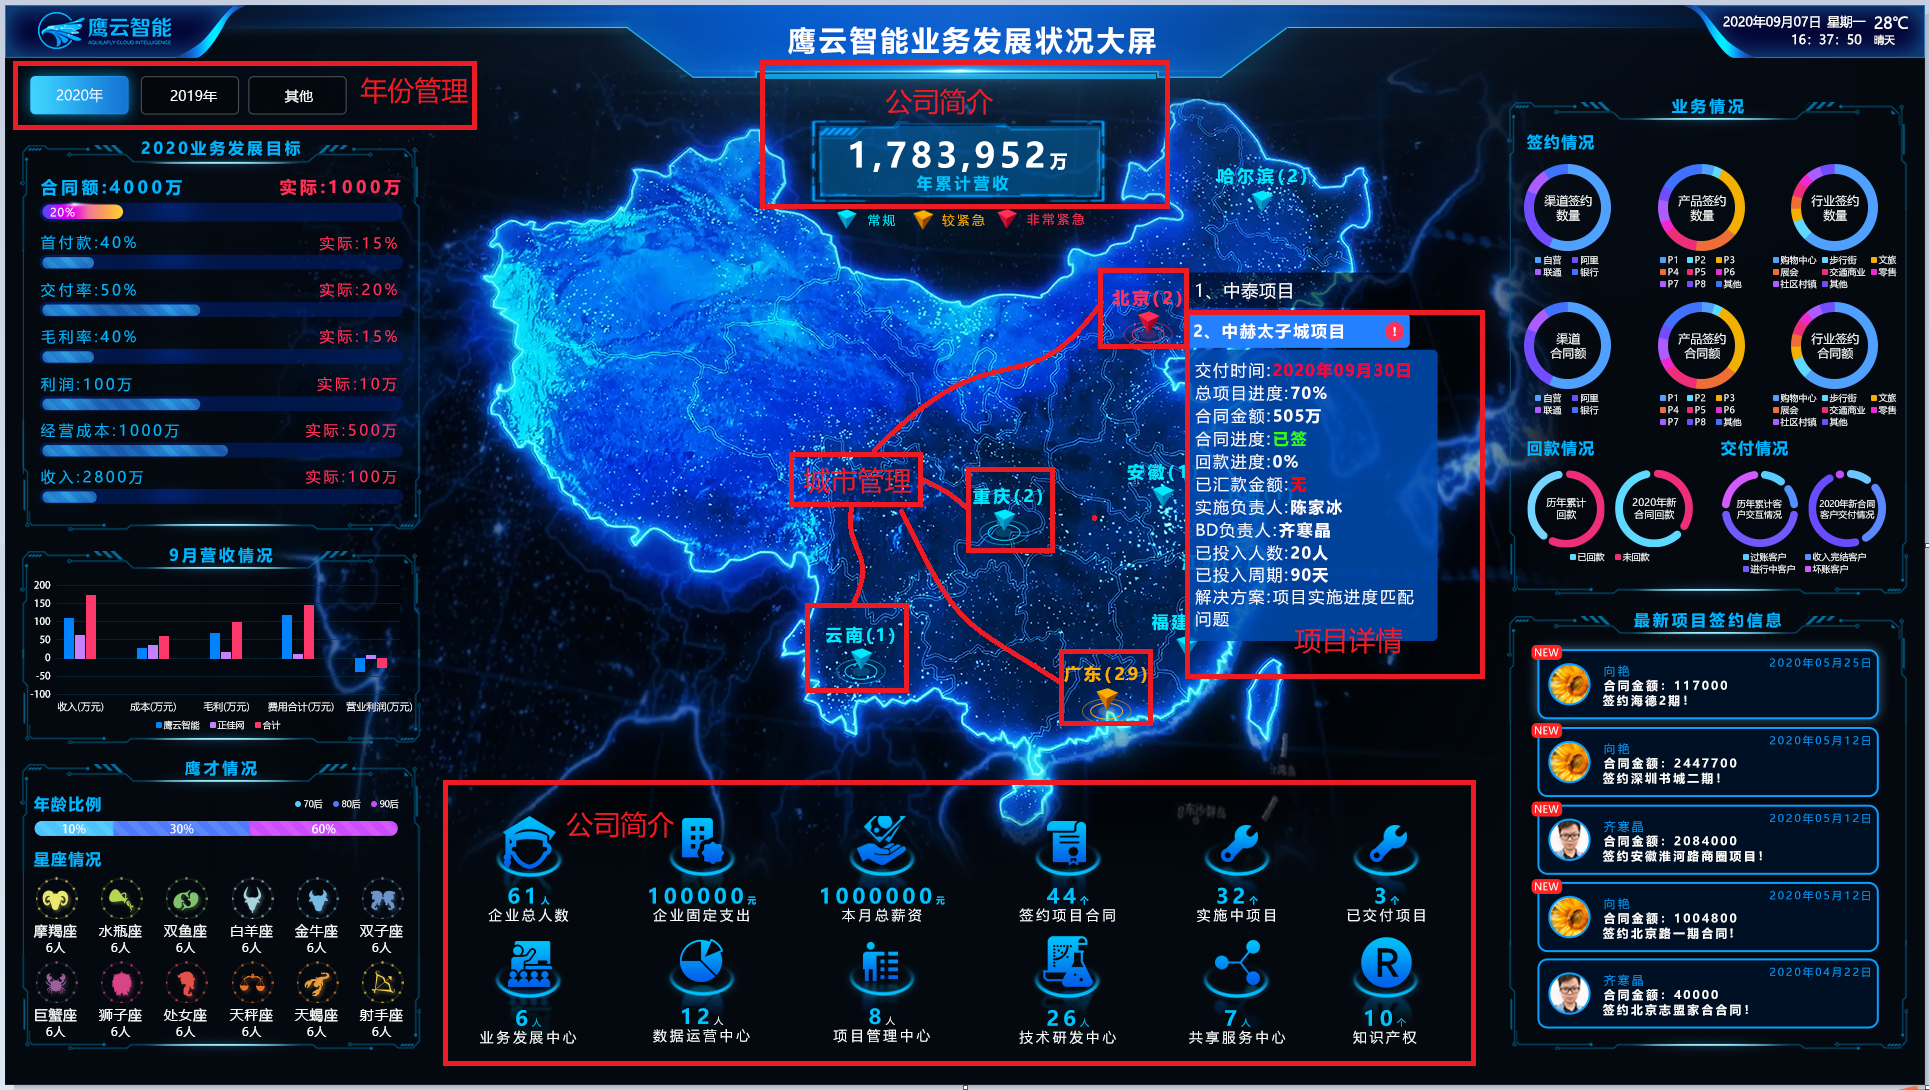 鹰云智能
AQUILAFLY CLOUD INTELLIGENCE
鹰云智能业务发展状况大屏
2020年09月07日 星期一 28℃
16: 37: 50 晴天
2020年
2019年
其他
年份管理
2020业务发展目标
合同额:4000万 实际:1000万
20%
首付款:40% 实际:15%
交付率:50% 实际:20%
毛利率:40% 实际:15%
利润:100万 实际:10万
经营成本:1000万 实际:500万
收入:2800万 实际:100万
9月营收情况
200
150
100
50
0
-50
-100
收入(万元) 成本(万元) 毛利(万元) 费用合计(万元) 营业利润(万元)
鹰云智能 正佳网 合计
鹰才情况
年龄比例
70后 80后 90后
10% 30% 60%
星座情况
摩羯座 水瓶座 双鱼座 白羊座 金牛座 双子座
6人 6人 6人 6人 6人 6人
巨蟹座 狮子座 处女座 天秤座 天蝎座 射手座
6人 6人 6人 6人 6人 6人
公司简介
1,783,952万
年累计营收
常规 较紧急 非常紧急
哈尔滨(2)
北京(2)
城市管理
重庆(2)
安徽(1
云南(1)
福建
广东(29)
1、中泰项目
2、中赫太子城项目 !
交付时间:2020年09月30日
总项目进度:70%
合同金额:505万
合同进度:已签
回款进度:0%
已汇款金额:无
实施负责人:陈家冰
BD负责人:齐寒晶
已投入人数:20人
已投入周期:90天
解决方案:项目实施进度匹配
问题
项目详情
公司简介
61人 100000元 1000000元 44个 32个 3个
企业总人数 企业固定支出 本月总薪资 签约项目合同 实施中项目 已交付项目
R
6人 12人 8人 26人 7人 10个
业务发展中心 数据运营中心 项目管理中心 技术研发中心 共享服务中心 知识产权
业务情况
签约情况
渠道签约
数量
产品签约
数量
行业签约
数量
自营 阿里
联通 银行
P1 P2 P3
P4 P5 P6
P7 P8 其他
购物中心 步行街 文旅
展会 交通商业 零售
社区村镇 其他
渠道
合同额
产品签约
合同额
行业签约
合同额
自营 阿里
联通 银行
P1 P2 P3
P4 P5 P6
P7 P8 其他
购物中心 步行街 文旅
展会 交通商业 零售
社区村镇 其他
回款情况
交付情况
历年累计
回款
2020年新
合同回款
历年累计客
户交互情况
2020年新合同
客户交付情况
已回款 未回款
过账客户 收入完结客户
进行中客户 坏账客户
最新项目签约信息
NEW
向艳 2020年05月25日
合同金额: 117000
签约海德2期!
NEW
向艳 2020年05月12日
合同金额: 2447700
签约深圳书城二期!
NEW
齐寒晶 2020年05月12日
合同金额: 2084000
签约安徽淮河路商圈项目!
NEW
向艳 2020年05月12日
合同金额: 1004800
签约北京路一期合同!
齐寒晶 2020年04月22日
合同金额: 40000
签约北京志盟家合合同!